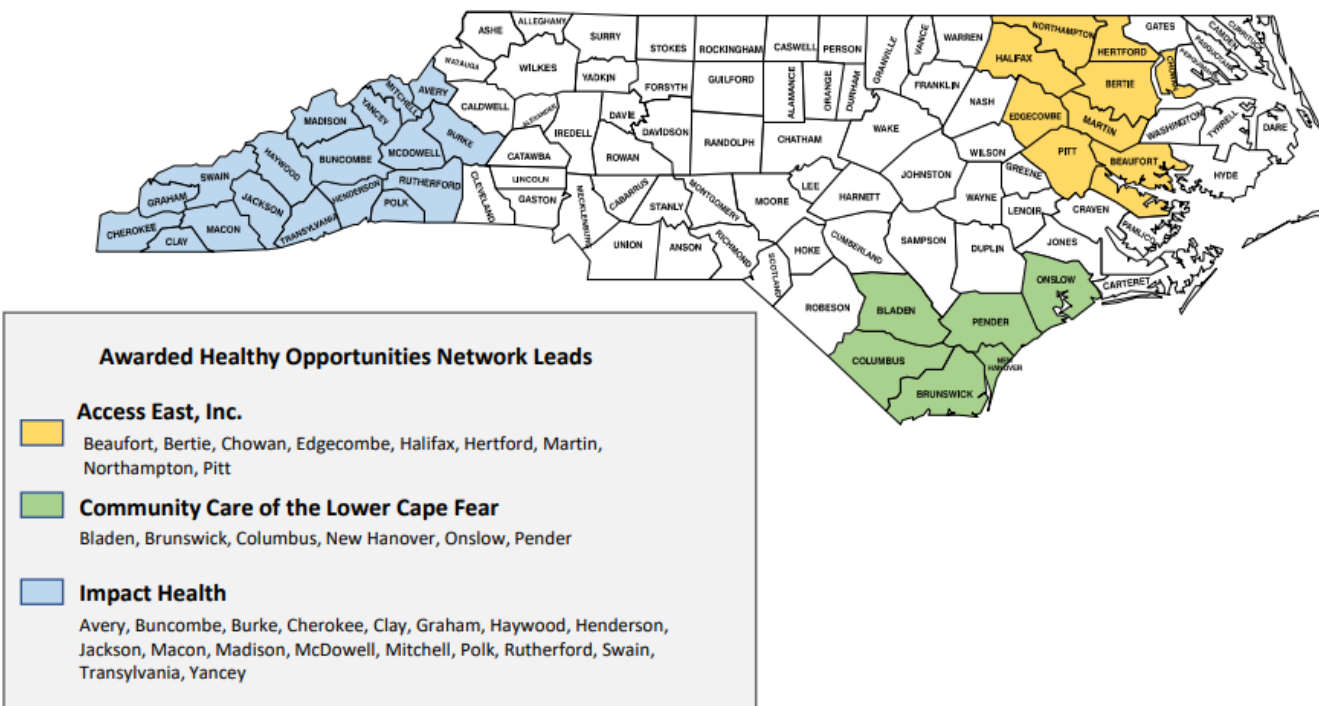 ALLEGHANY
ASHE
SURRY
STOKES
ROCKINGHAM
CASWELL
PERSON
GRANVILLE
VANCE
WARREN
NORTHAMPTON
GATES
CURRITUCK
CAMDEN
PASQUOTANK
PERQUIMANS
HERTFORD
HALIFAX
WATAUGA
WILKES
YADKIN
FORSYTH
GUILFORD
ALAMANCE
ORANGE
DURHAM
FRANKLIN
NASH
BERTIE
CHOWAN
MITCHELL
AVERY
CALDWELL
ALEXANDER
DAVIE
IREDELL
DAVIDSON
RANDOLPH
CHATHAM
WAKE
EDGECOMBE
MARTIN
WASHINGTON
TYRRELL
DARE
MADISON
YANCEY
BURKE
BUNCOMBE
MCDOWELL
CATAWBA
ROWAN
WILSON
PITT
BEAUFORT
HYDE
HAYWOOD
SWAIN
RUTHERFORD
LINCOLN
CLEVELAND
GASTON
MECKLENBURG
CABARRUS
STANLY
MONTGOMERY
MOORE
LEE
HARNETT
JOHNSTON
GREENE
WAYNE
LENOIR
CRAVEN
PAMLICO
GRAHAM
JACKSON
HENDERSON
POLK
TRANSYLVANIA
CHEROKEE
MACON
CLAY
UNION
ANSON
RICHMOND
SCOTLAND
HOKE
CUMBERLAND
SAMPSON
DUPLIN
JONES
CARTERET
ONSLOW
ROBESON
BLADEN
PENDER
COLUMBUS
NEW
HANOVER
BRUNSWICK
Awarded Healthy Opportunities Network Leads
Access East, Inc.
Beaufort, Bertie, Chowan, Edgecombe, Halifax, Hertford, Martin,
Northampton, Pitt
Community Care of the Lower Cape Fear
Bladen, Brunswick, Columbus, New Hanover, Onslow, Pender
Impact Health
Avery, Buncombe, Burke, Cherokee, Clay, Graham, Haywood, Henderson,
Jackson, Macon, Madison, McDowell, Mitchell, Polk, Rutherford, Swain,
Transylvania, Yancey